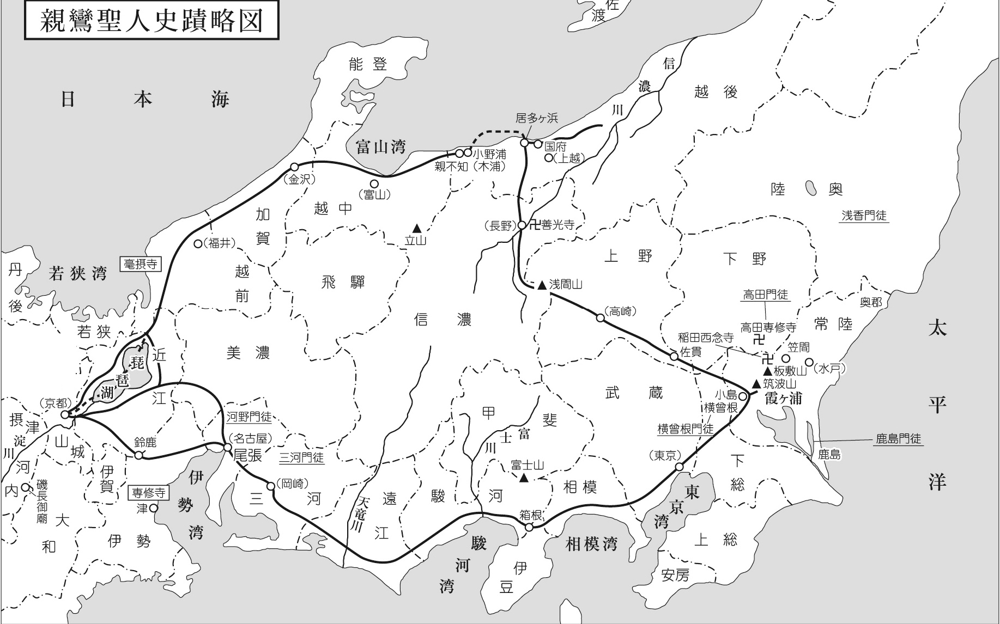 親鸞聖人史蹟略図
佐渡
能登
日本海
信濃川
越後
居多ヶ浜
国府
(上越)
富山湾
小野浦
(木浦)
親不知
(金沢)
(富山)
越中
加賀
立山
(福井)
(長野)
卍善光寺
陸奥
浅香門徒
上野
下野
毫摂寺
若狭湾
丹後
越前
飛騨
浅間山
高田門徒
奥郡
信濃
(高崎)
常陸
若狭
高田専修寺
卍
稲田西念寺
卍
笠間
(水戸)
佐貫
板敷山
筑波山
美濃
近江
琵琶湖
太平洋
(京都)
武蔵
小島
霞ヶ浦
横曾根
横曾根門徒
甲斐
富士川
河野門徒
摂津
淀川
山城
鈴鹿
(名古屋)
尾張
三河門徒
鹿島門徒
鹿島
(東京)
下総
河内
磯長御廟
伊賀
専修寺
津
伊勢湾
(岡崎)
三河
天竜川
遠江
駿河
富士山
相模
東京湾
箱根
大和
伊勢
駿河湾
相模湾
上総
伊豆
安房